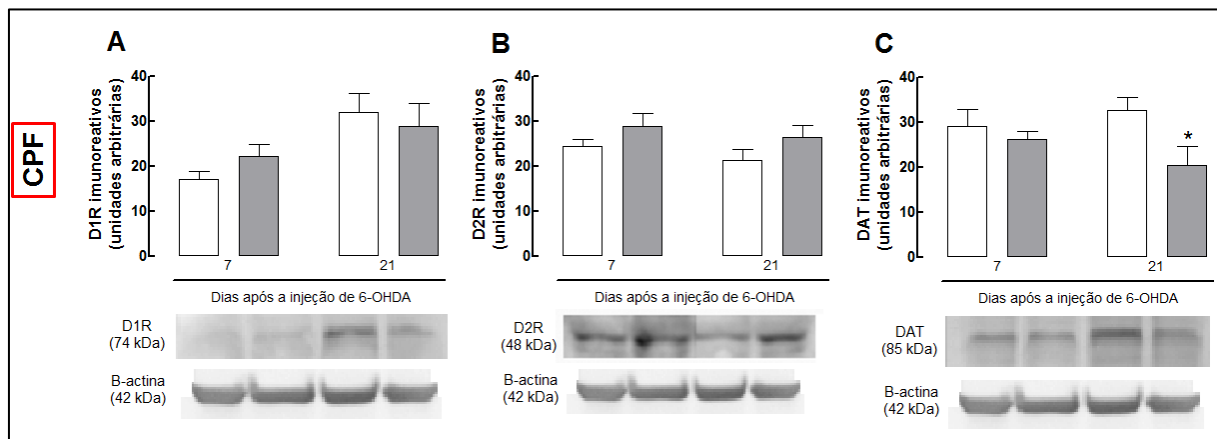 CPF
A
D1R imunoreativos
(unidades arbitrárias)
40
30
20
10
0
7
21
Dias após a injeção de 6-OHDA
D1R
(74 kDa)
B-actina
(42 kDa)
B
D2R imunoreativos
(unidades arbitrárias)
40
30
20
10
0
7
21
Dias após a injeção de 6-OHDA
D2R
(48 kDa)
B-actina
(42 kDa)
C
DAT imunoreativos
(unidades arbitrárias)
40
30
20
10
0
*
7
21
Dias após a injeção de 6-OHDA
DAT
(85 kDa)
B-actina
(42 kDa)